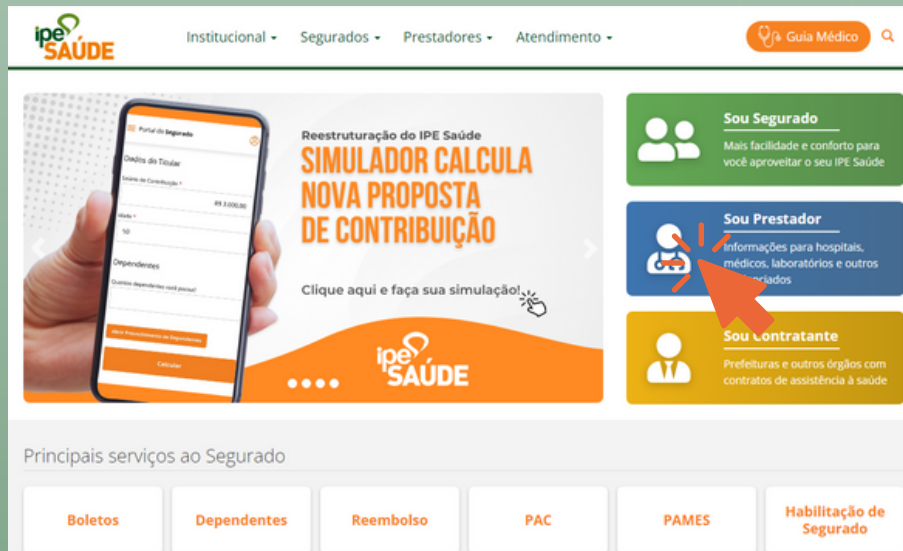 ipe
SAÚDE
Institucional
Segurados
Prestadores
Atendimento
Guia Médico
Portal do Segurado
Dados do Titular
Salário de Contribuição *
R$ 3.000,00
Idade *
50
Dependentes
Quantos dependentes você possui?
Calcular
Reestruturação do IPE Saúde
SIMULADOR CALCULA
NOVA PROPOSTA
DE CONTRIBUIÇÃO
Clique aqui e faça sua simulação!
ipe
SAÚDE
Sou Segurado
Mais facilidade e conforto para
você aproveitar o seu IPE Saúde
Sou Prestador
Informações para hospitais,
médicos, laboratórios e outros
Sou Contratante
Prefeituras e outros órgãos com
contratos de assistência à saúde
Principais serviços ao Segurado
Boletos
Dependentes
Reembolso
PAC
PAMES
Habilitação de
Segurado